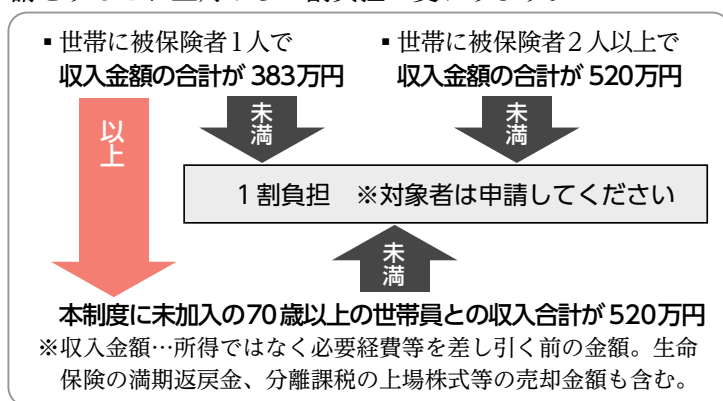 ▪世帯に被保険者1人で
収入金額の合計が 383万円
▪世帯に被保険者2人以上で
収入金額の合計が 520万円
以上
未満
未満
1割負担　※対象者は申請してください
未満
本制度に未加入の70歳以上の世帯員との収入合計が 520万円
※収入金額…所得ではなく必要経費等を差し引く前の金額。生命
保険の満期返戻金、分離課税の上場株式等の売却金額も含む。